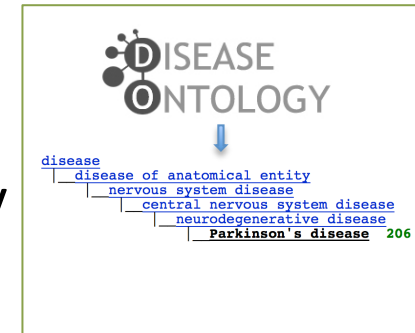 DISEASE
ONTOLOGY
disease
disease of anatomical entity
nervous system disease
central nervous system disease
neurodegenerative disease
Parkinson's disease 206